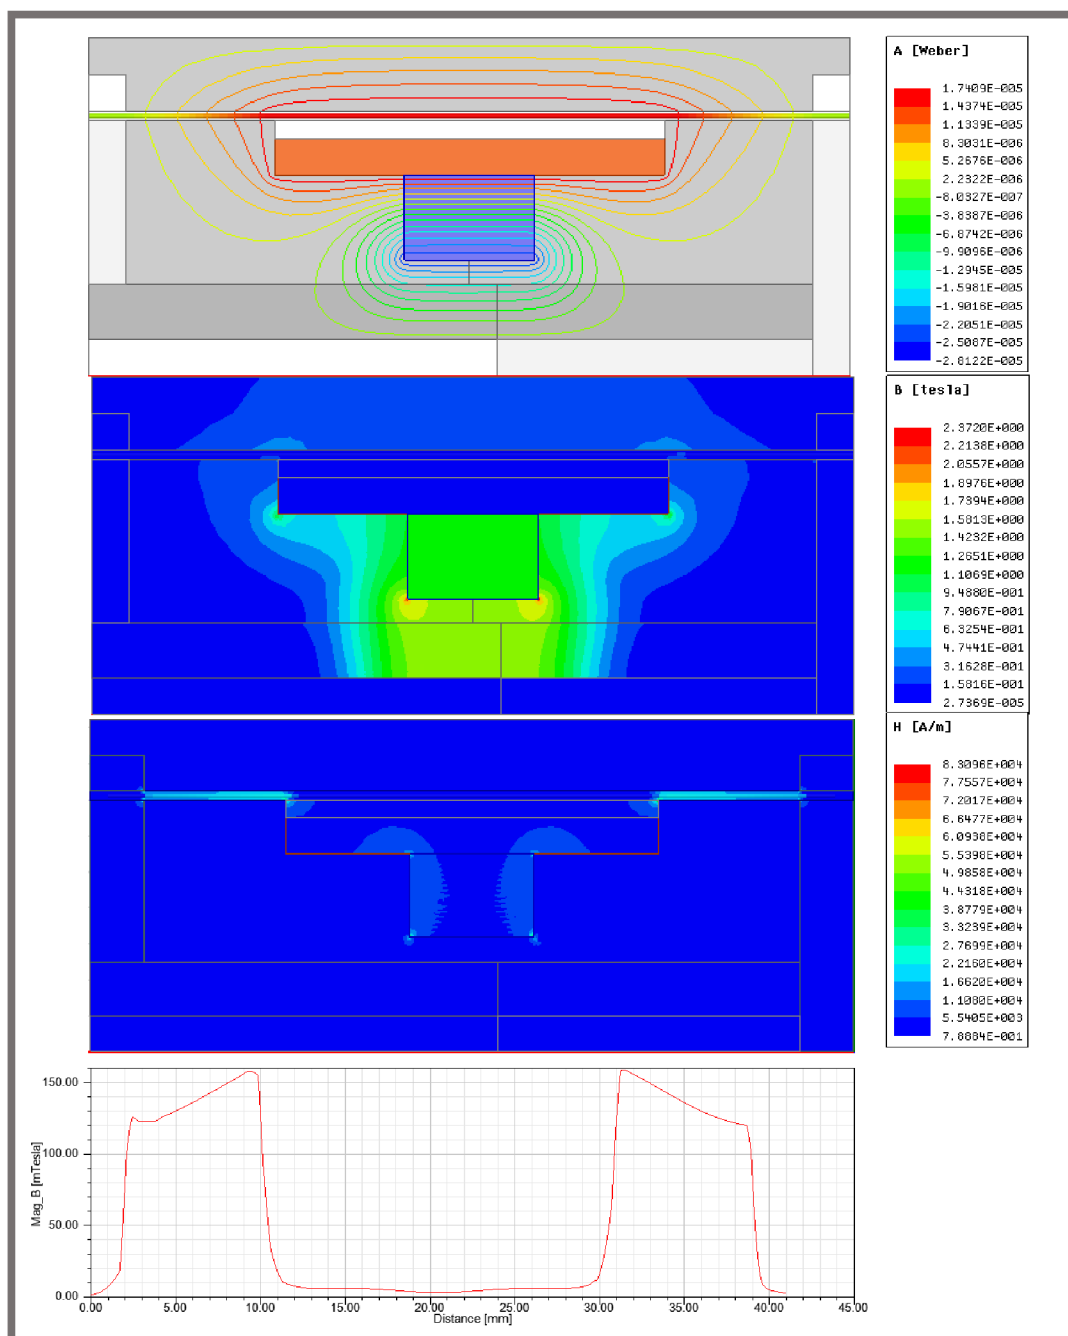 A [Weber]
1.7409E-005
1.4374E-005
1.1339E-005
8.3031E-006
5.2676E-006
2.2322E-006
-8.0327E-007
-3.8387E-006
-6.8742E-006
-9.9096E-006
-1.2945E-005
-1.5981E-005
-1.9016E-005
-2.2051E-005
-2.5087E-005
-2.8122E-005
B [tesla]
2.3720E+000
2.2138E+000
2.0557E+000
1.8976E+000
1.7394E+000
1.5813E+000
1.4232E+000
1.2651E+000
1.1069E+000
9.4880E-001
7.9067E-001
6.3254E-001
4.7441E-001
3.1628E-001
1.5816E-001
2.7369E-005
H [A/m]
8.3096E+004
7.7557E+004
7.2017E+004
6.6477E+004
6.0938E+004
5.5398E+004
4.9858E+004
4.4318E+004
3.8779E+004
3.3239E+004
2.7699E+004
2.2160E+004
1.6620E+004
1.1080E+004
5.5405E+003
7.8884E-001
150.00
100.00
50.00
0.00
Mag_B [mTesla]
0.00 5.00 10.00 15.00 20.00 25.00 30.00 35.00 40.00 45.00
Distance [mm]